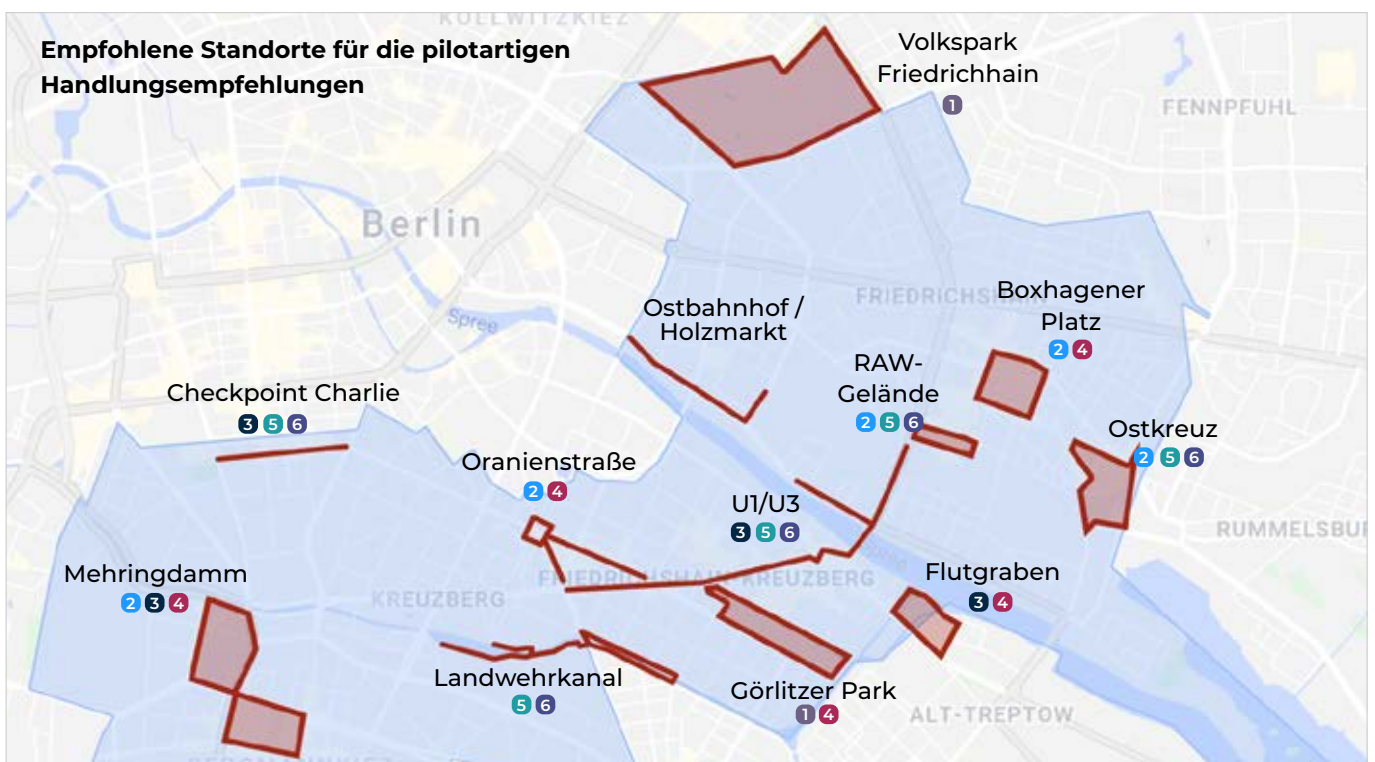 KOLLWITZKIEZ
Empfohlene Standorte für die pilotartigen
Handlungsempfehlungen
Volkspark
Friedrichhain
1
FENNPFUHL
Berlin
Spree
Ostbahnhof /
Holzmarkt
FRIEDRICHSHAIN
Boxhagener
Platz
2 4
RAW-
Gelände
2 5 6
Checkpoint Charlie
3 5 6
Ostkreuz
2 5 6
Oranienstraße
2 4
U1/U3
3 5 6
RUMMELSBU
Mehringdamm
2 3 4
FRIEDRICHSHAIN-KREUZBERG
Flutgraben
3 4
KREUZBERG
Landwehrkanal
5 6
Görlitzer Park
1 4
ALT-TREPTOW
BERGMANNKIEZ